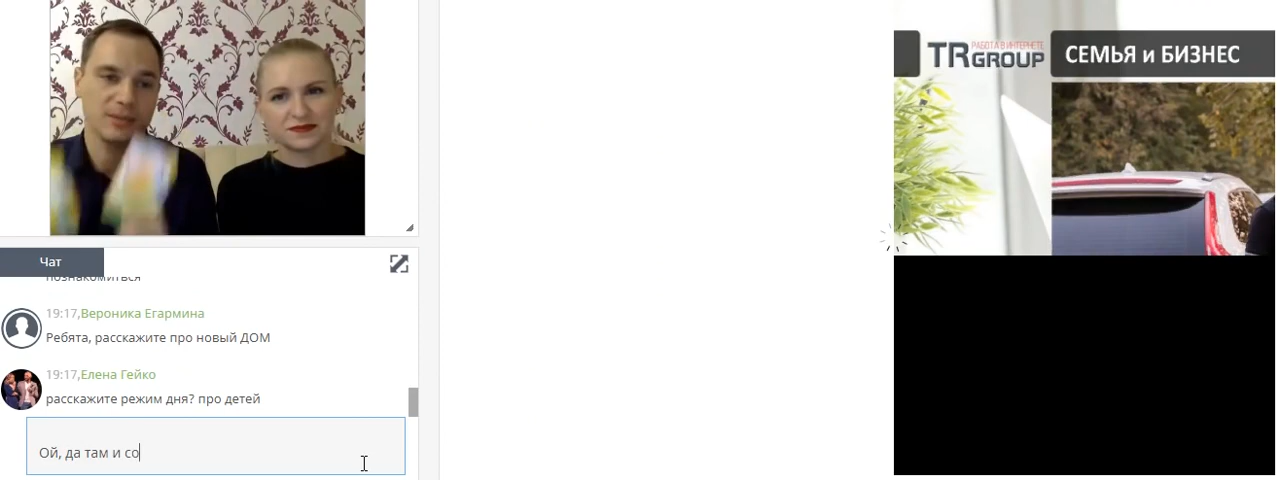 Чат
познакомиться
19:17,Вероника Егармина
Ребята, расскажите про новый ДОМ
19:17,Елена Гейко
расскажите режим дня? про детей
Ой, да там и со
TR GROUP
РАБОТА В ИНТЕРНЕТЕ
СЕМЬЯ и БИЗНЕС